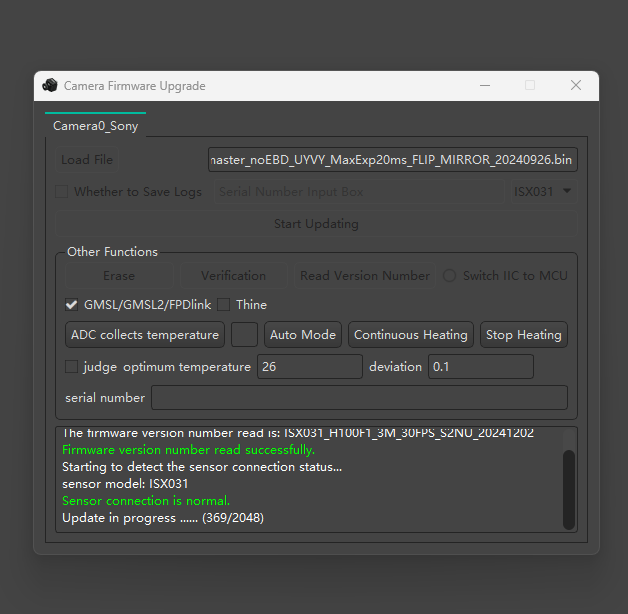 Camera Firmware Upgrade
Camera0_Sony
Load File
naster_noEBD_UYVY_MaxExp20ms_FLIP_MIRROR_20240926.bin
Whether to Save Logs
Serial Number Input Box
ISX031
Start Updating
Other Functions
Erase
Verification
Read Version Number
Switch IIC to MCU
GMSL/GMSL2/FPDlink
Thine
ADC collects temperature
Auto Mode
Continuous Heating
Stop Heating
judge
optimum temperature
26
deviation
0.1
serial number
The firmware version number read is: ISX031_H100F1_3M_30FPS_S2NU_20241202
Firmware version number read successfully.
Starting to detect the sensor connection status...
sensor model: ISX031
Sensor connection is normal.
Update in progress ...... (369/2048)